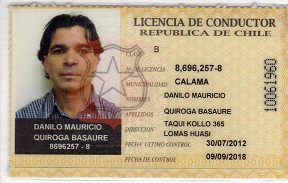 LICENCIA DE CONDUCTOR
REPUBLICA DE CHILE
CLASE
B
Nº DE LICENCIA 8,696,257-8
MUNICIPALIDAD CALAMA
NOMBRES DANILO MAURICIO
APELLIDOS QUIROGA BASAURE
DIRECCION TAQUI KOLLO 365
LOMAS HUASI
FECHA ULTIMO CONTROL 30/07/2012
FECHA DE CONTROL 09/09/2018
DANILO MAURICIO
QUIROGA BASAURE
8696257 - 8
10061960